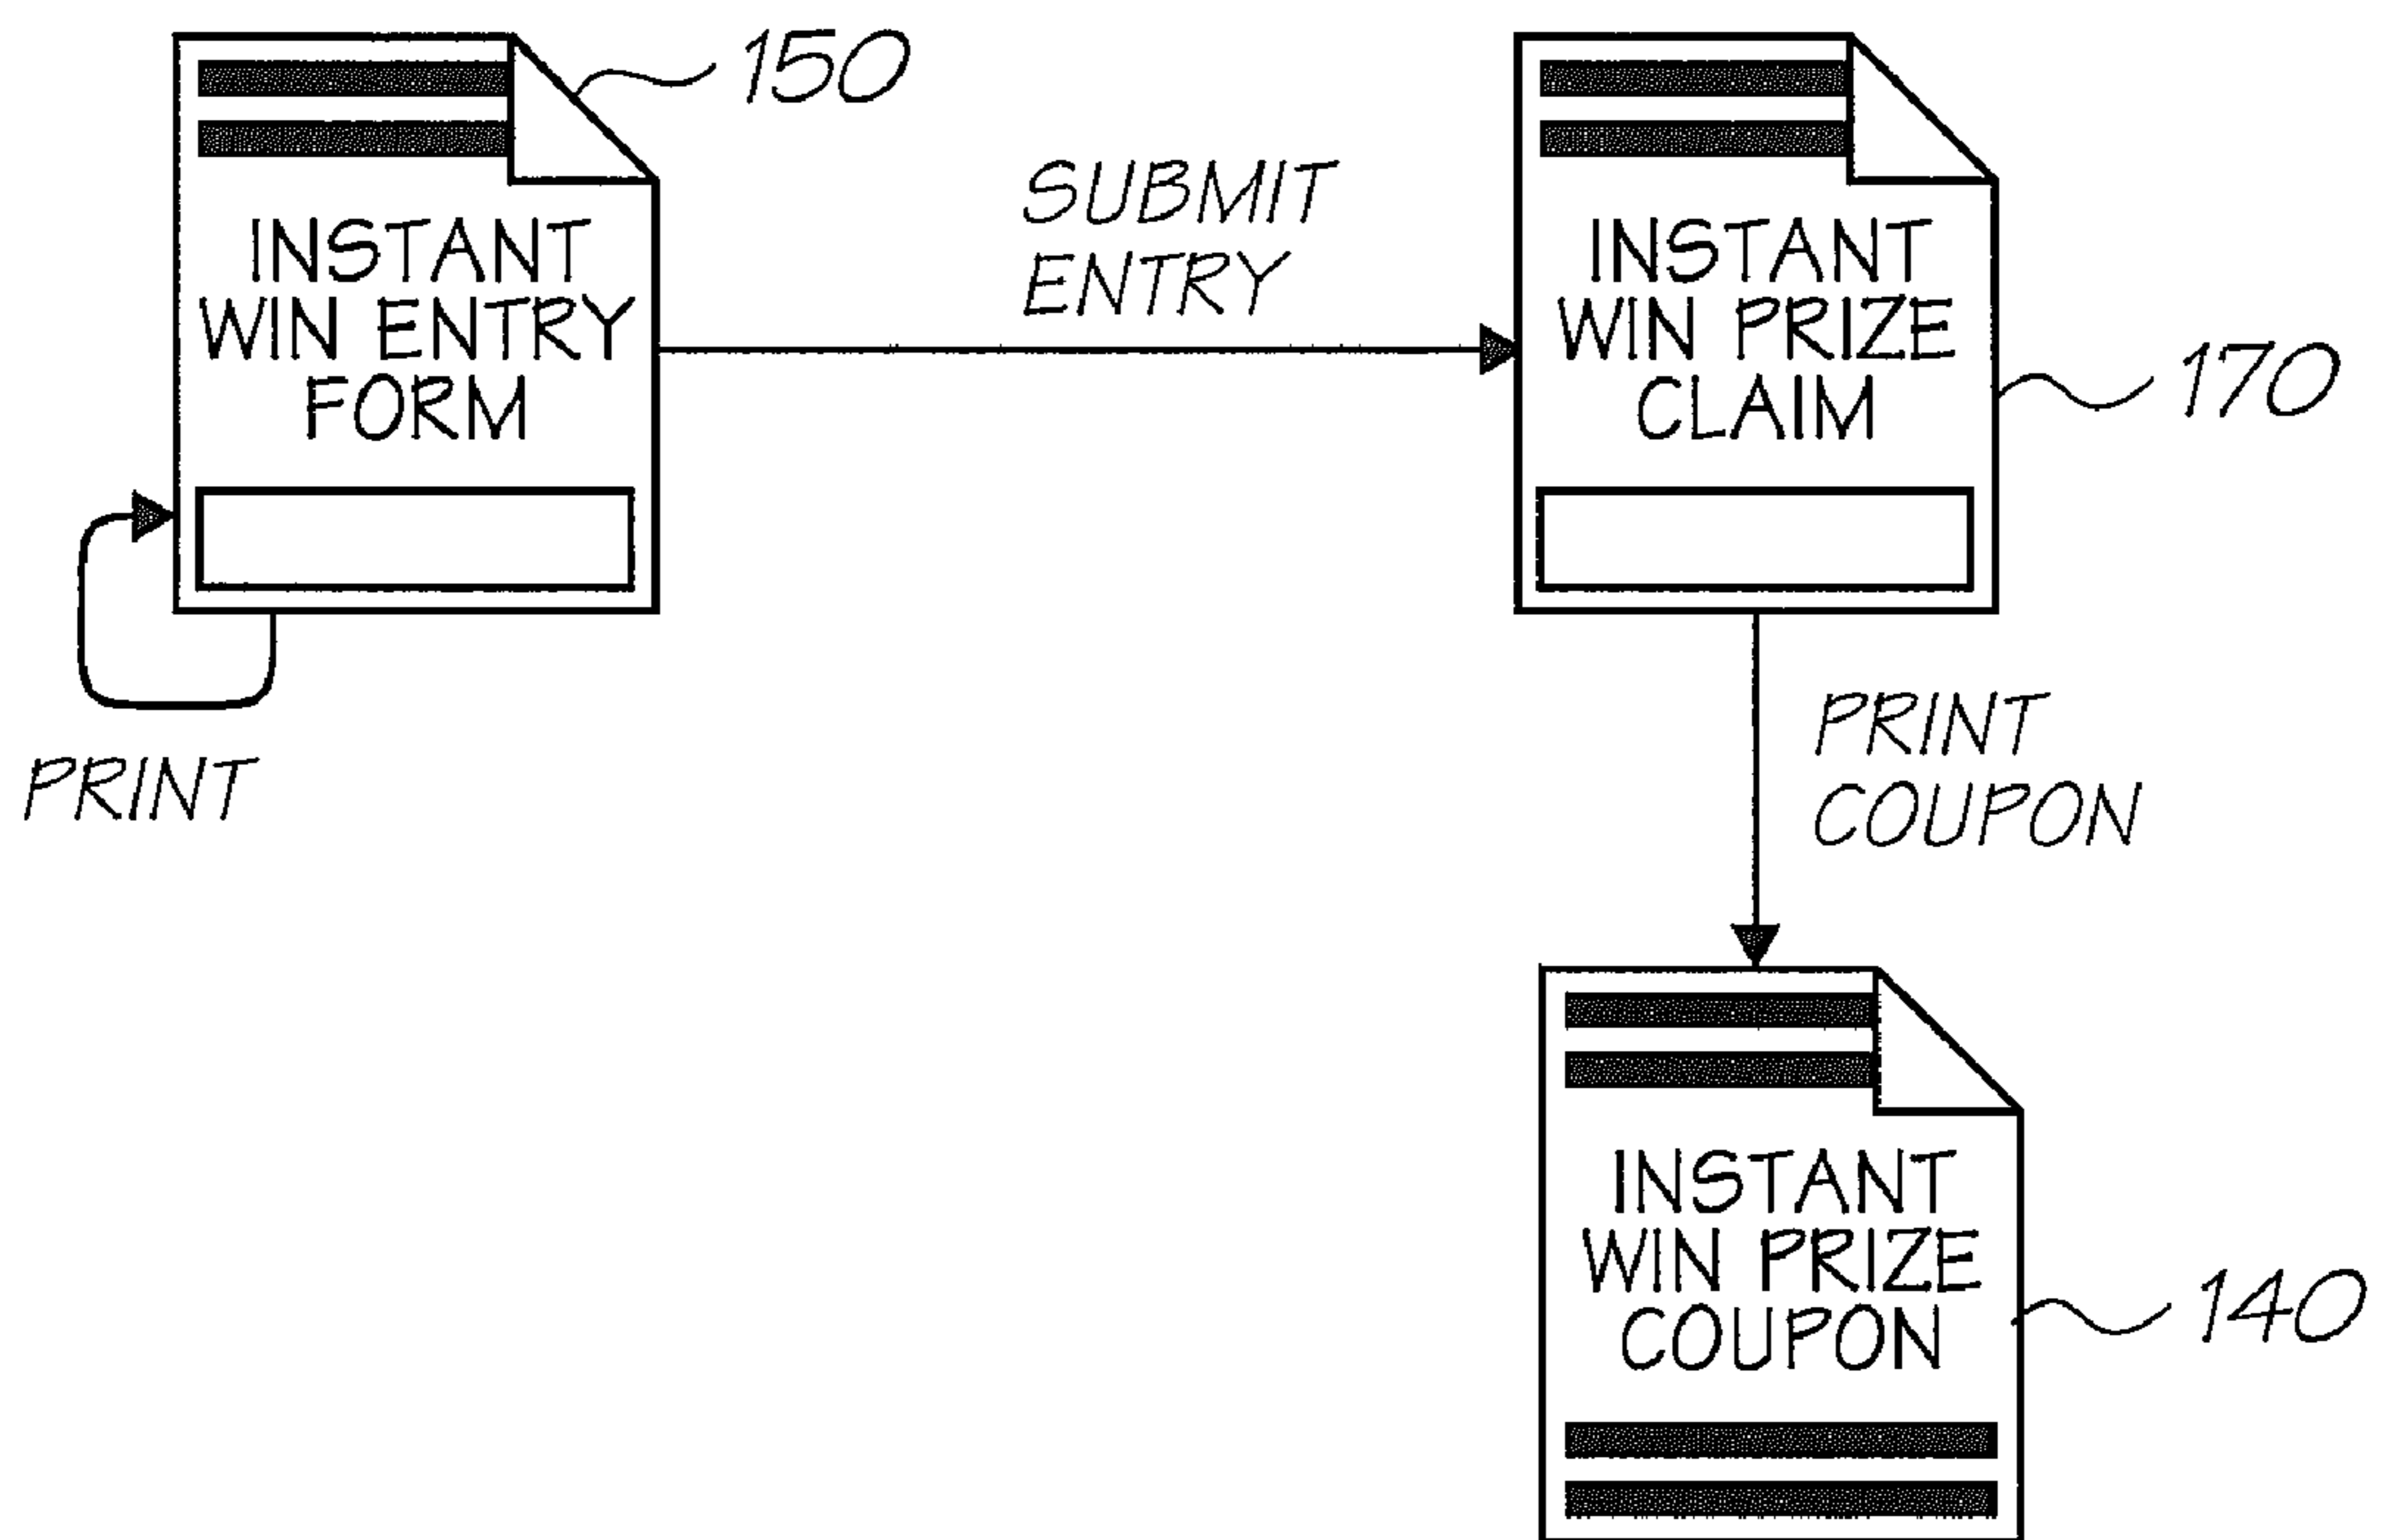 150
INSTANT
WIN ENTRY
FORM
PRINT
SUBMIT
ENTRY
INSTANT
WIN PRIZE
CLAIM
170
PRINT
COUPON
INSTANT
WIN PRIZE
COUPON
140